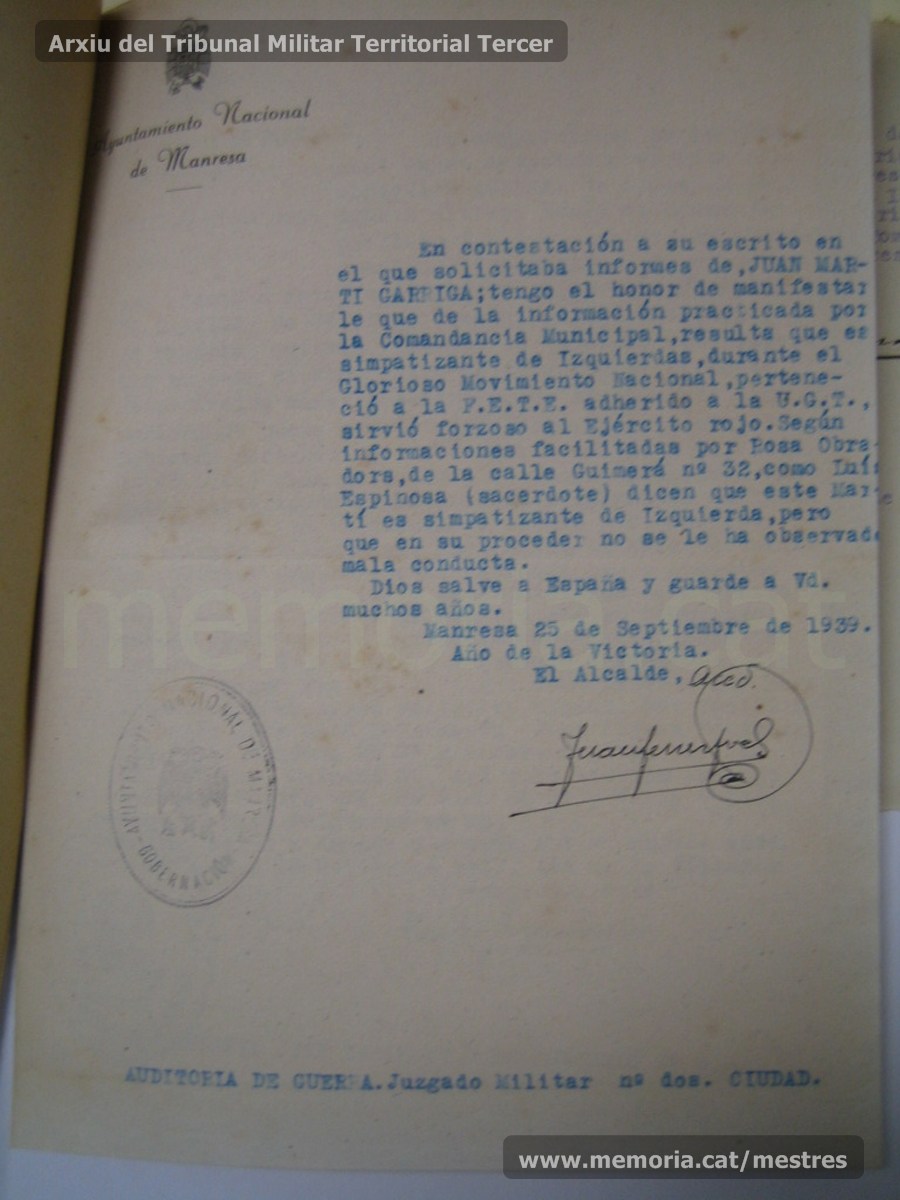 Arxiu del Tribunal Militar Territorial Tercer
Ayuntamiento Nacional
de Manresa
En contestación a su escrito en
el que solicitaba informes de,JUAN MAR-
TI GARRIGA;tengo el honor de manifestar
le que de la información practicada por
la Comandancia Municipal,resulta que es
simpatizante de Izquierdas,durante el
Glorioso Movimiento Nacional,pertene-
ció a la F.E.T.E. adherido a la U.G.T.,
sirvió forzoso al Ejército rojo.Según
informaciones facilitadas por Rosa Obra-
dors,de la calle Guimerá nº 32,como Luís
Espinosa (sacerdote) dicen que este Mar-
tí es simpatizante de Izquierda,pero
que en su proceder no se le ha observado
mala conducta.
Dios salve a España y guarde a Vd.
muchos años.
memoria.cat
Manresa 25 de Septiembre de 1939.
Año de la Victoria.
El Alcalde,
GOBERNACION
AUDITORIA DE GUERRA.Juzgado Militar nº dos. CIUDAD.
www.memoria.cat/mestres